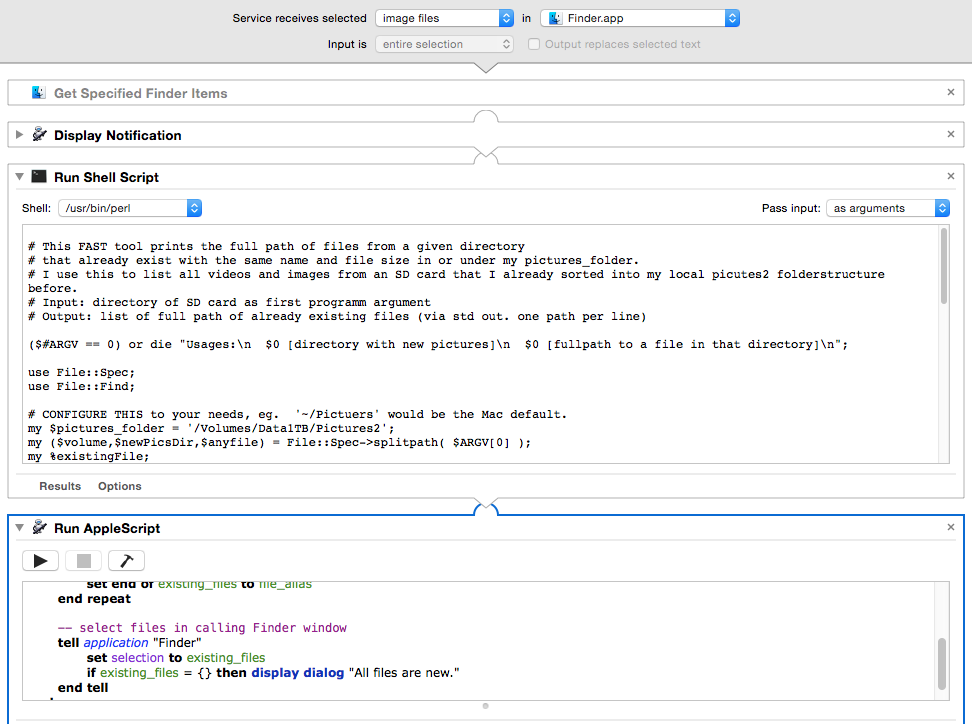 Service receives selected image files in Finder.app
Input is entire selection Output replaces selected text
Get Specified Finder Items
Display Notification
Run Shell Script
Shell: /usr/bin/perl Pass input: as arguments
# This FAST tool prints the full path of files from a given directory
# that already exist with the same name and file size in or under my pictures_folder.
# I use this to list all videos and images from an SD card that I already sorted into my local picutes2 folderstructure
before.
# Input: directory of SD card as first programm argument
# Output: list of full path of already existing files (via std out. one path per line)
($#ARGV == 0) or die "Usages:\n  $0 [directory with new pictures]\n  $0 [fullpath to a file in that directory]\n";
use File::Spec;
use File::Find;
# CONFIGURE THIS to your needs, eg.  '~/Pictuers' would be the Mac default.
my $pictures_folder = '/Volumes/Data1TB/Pictures2';
my ($volume,$newPicsDir,$anyfile) = File::Spec->splitpath( $ARGV[0] );
my %existingFile;
Results Options
Run AppleScript
set end of existing_files to file_alias
end repeat
-- select files in calling Finder window
tell application "Finder"
set selection to existing_files
if existing_files = {} then display dialog "All files are new."
end tell